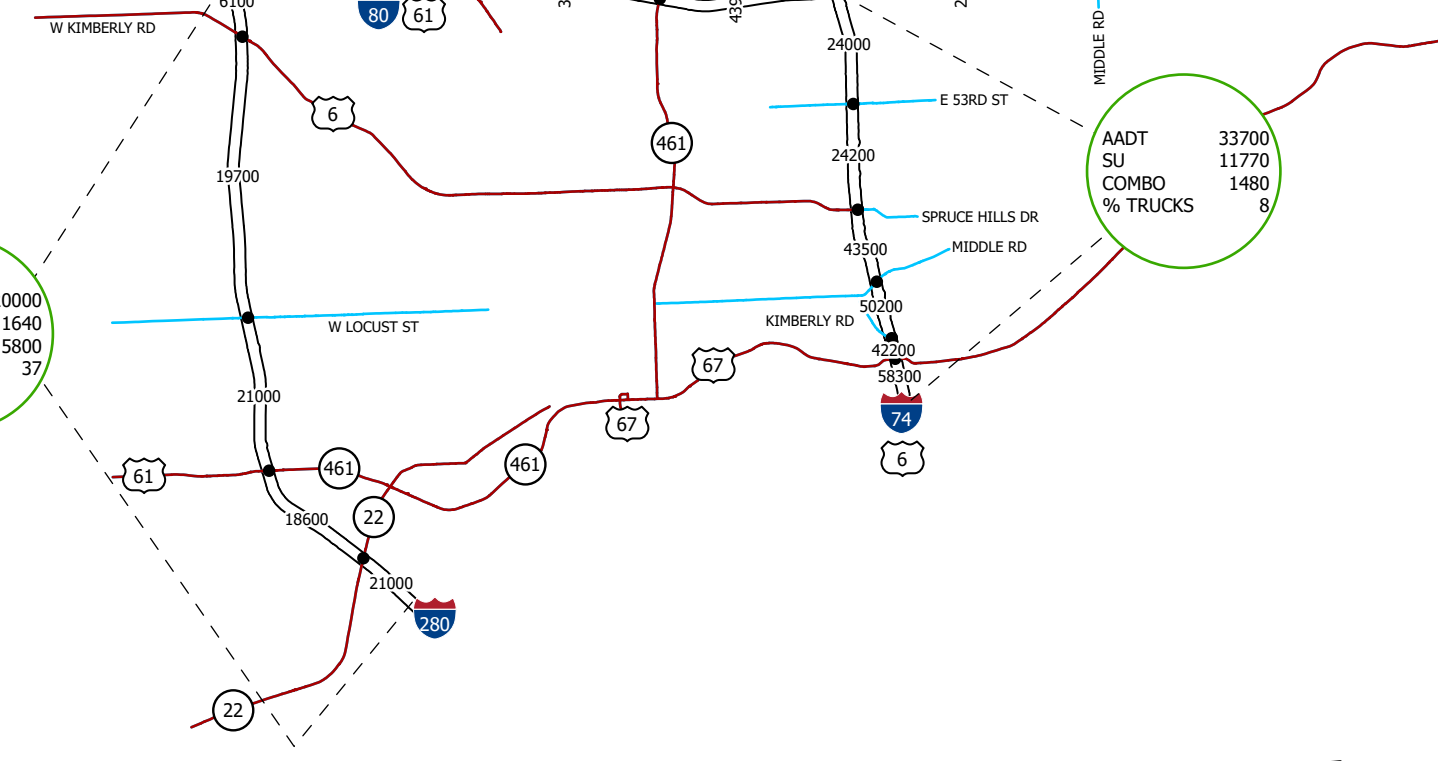 6100
W KIMBERLY RD
80
61
24000
MIDDLE RD
E 53RD ST
6
461
24200
AADT 33700
SU 11770
COMBO 1480
% TRUCKS 8
19700
SPRUCE HILLS DR
43500
MIDDLE RD
0000
1640
5800
37
50200
KIMBERLY RD
W LOCUST ST
42200
67
58300
21000
74
67
6
61
461
461
22
18600
21000
280
22